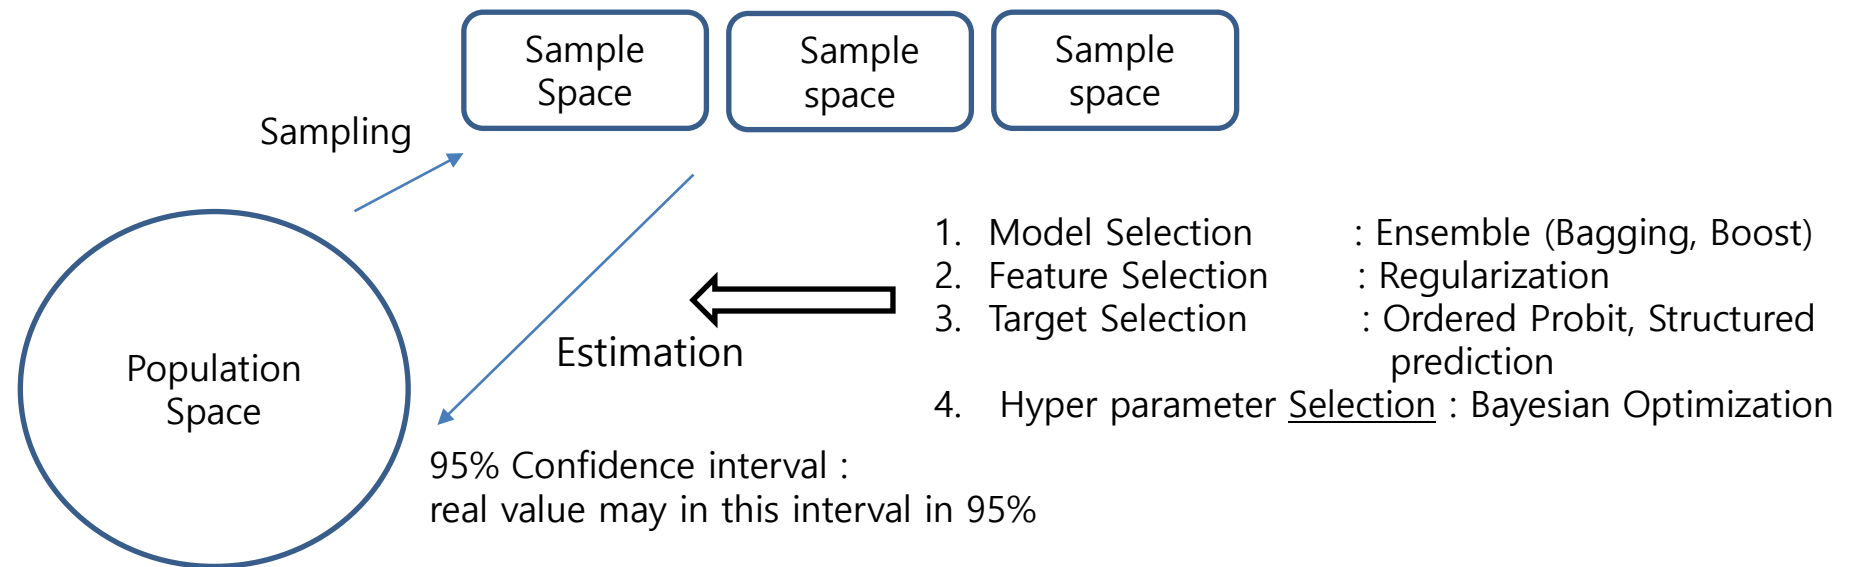 Sample
Space
Sample
space
Sample
space
Sampling
Population
Space
Estimation
1. Model Selection : Ensemble (Bagging, Boost)
2. Feature Selection : Regularization
3. Target Selection : Ordered Probit, Structured
prediction
4. Hyper parameter Selection : Bayesian Optimization
95% Confidence interval :
real value may in this interval in 95%